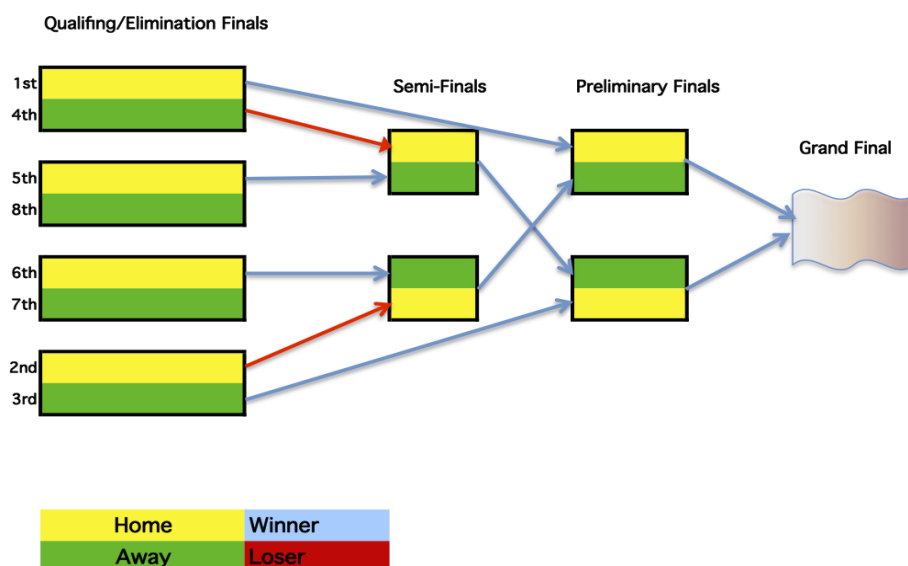 Qualifing/Elimination Finals
1st
4th
5th
8th
6th
7th
2nd
3rd
Semi-Finals
Preliminary Finals
Grand Final
Home Winner
Away Loser